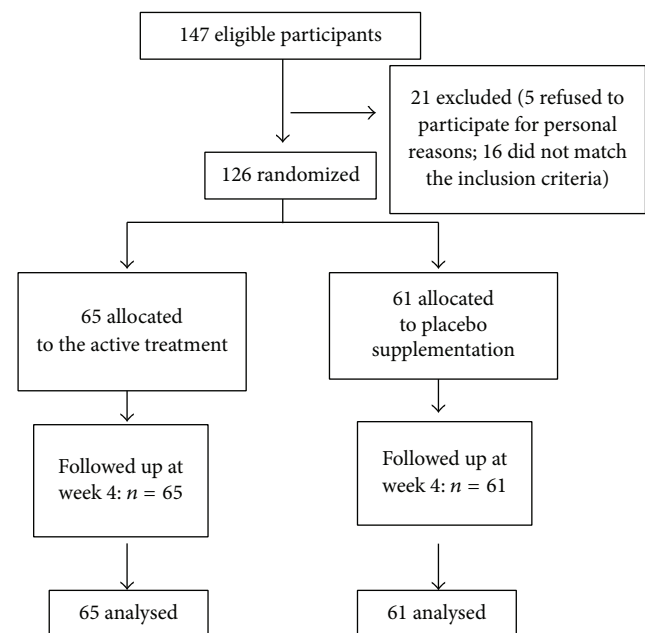 147 eligible participants
21 excluded (5 refused to
participate for personal
reasons; 16 did not match
the inclusion criteria)
126 randomized
65 allocated
to the active treatment
61 allocated
to placebo
supplementation
Followed up at
week 4: n = 65
Followed up at
week 4: n = 61
65 analysed
61 analysed